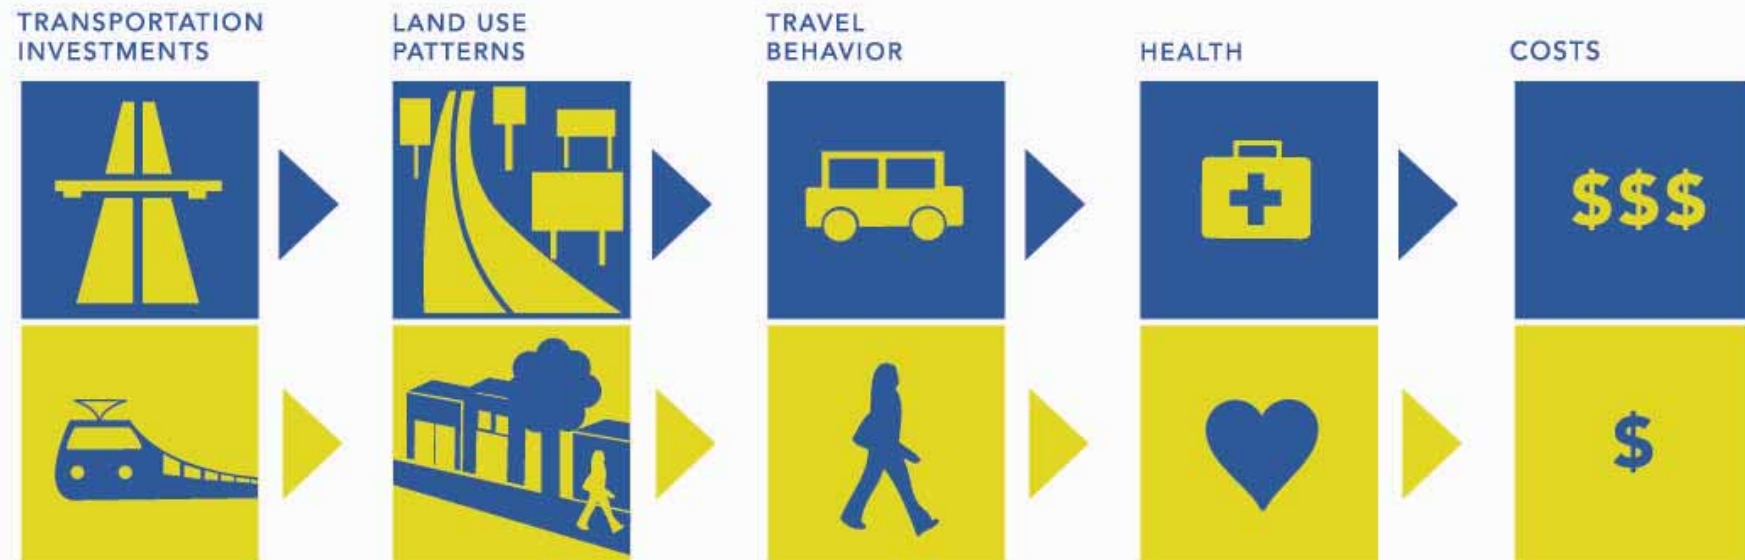 TRANSPORTATION
INVESTMENTS
LAND USE
PATTERNS
TRAVEL
BEHAVIOR
HEALTH
COSTS
$$$
$